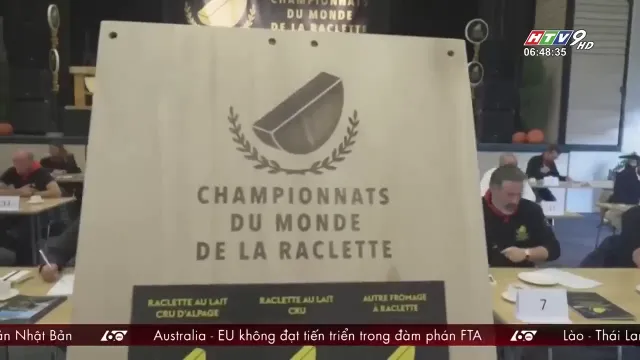 CHAMPIONNATS
DU MONDE
DE LA RACLETTE
HTV9 HD
06:48:35
CHAMPIONNATS
DU MONDE
DE LA RACLETTE
RACLETTE AU LAIT
CRU D'ALPAGE
RACLETTE AU LAIT
CRU
AUTRE FROMAGE
À RACLETTE
7
Nhật Bản
60
Australia - EU không đạt tiến triển trong đàm phán FTA
60
Lào - Thái